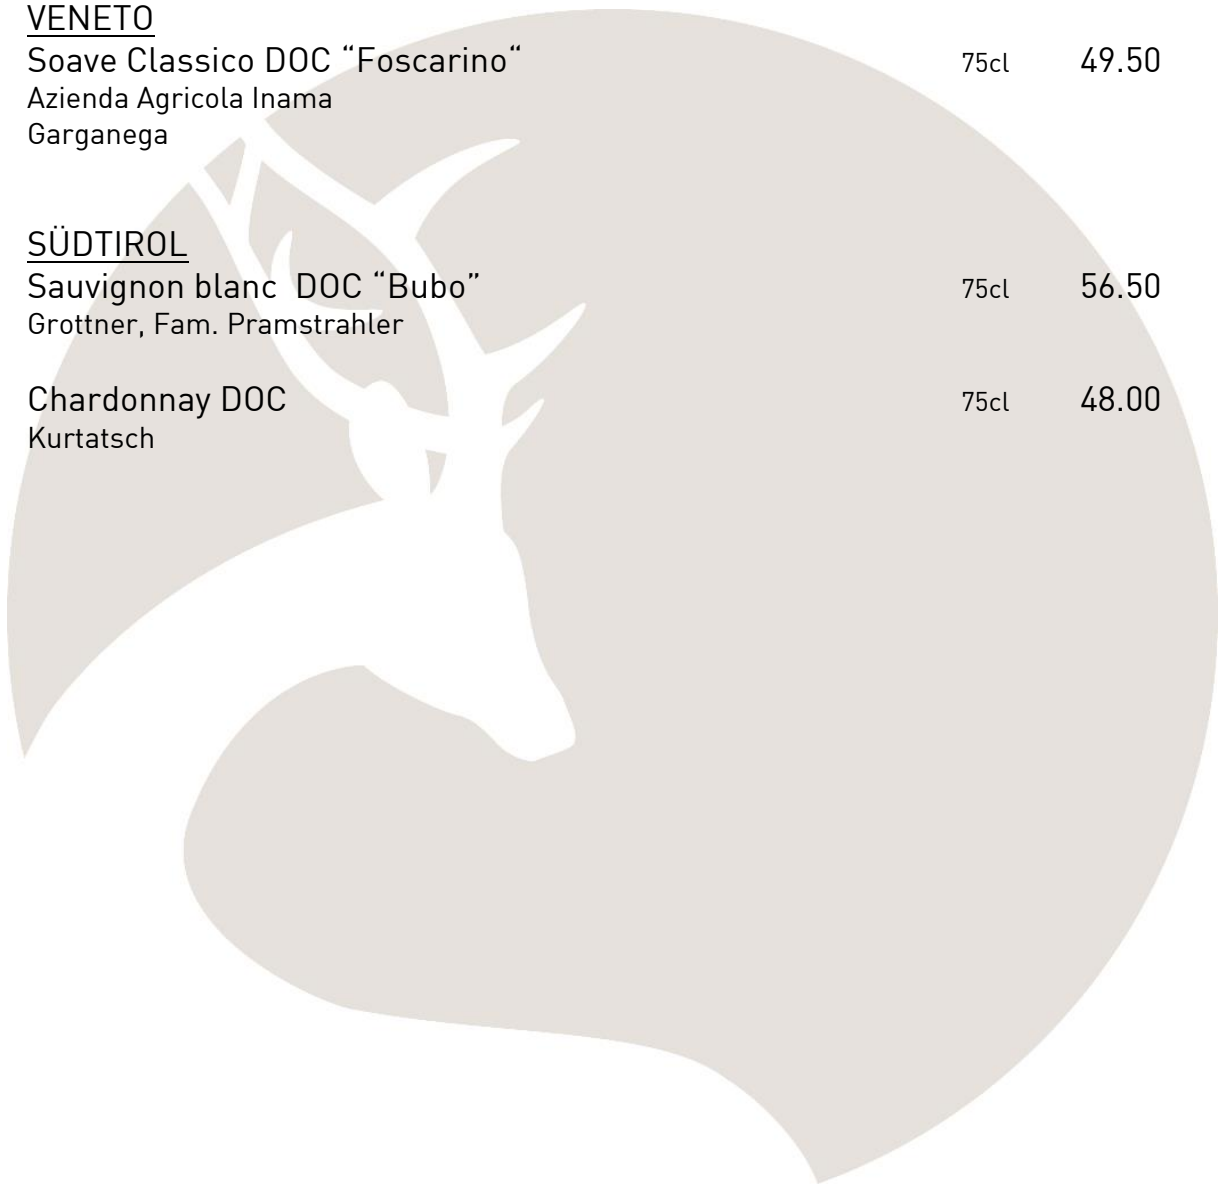 VENETO
Soave Classico DOC “Foscarino“ 75cl 49.50
Azienda Agricola Inama
Garganega
SÜDTIROL
Sauvignon blanc  DOC “Bubo” 75cl 56.50
Grottner, Fam. Pramstrahler
Chardonnay DOC 75cl 48.00
Kurtatsch